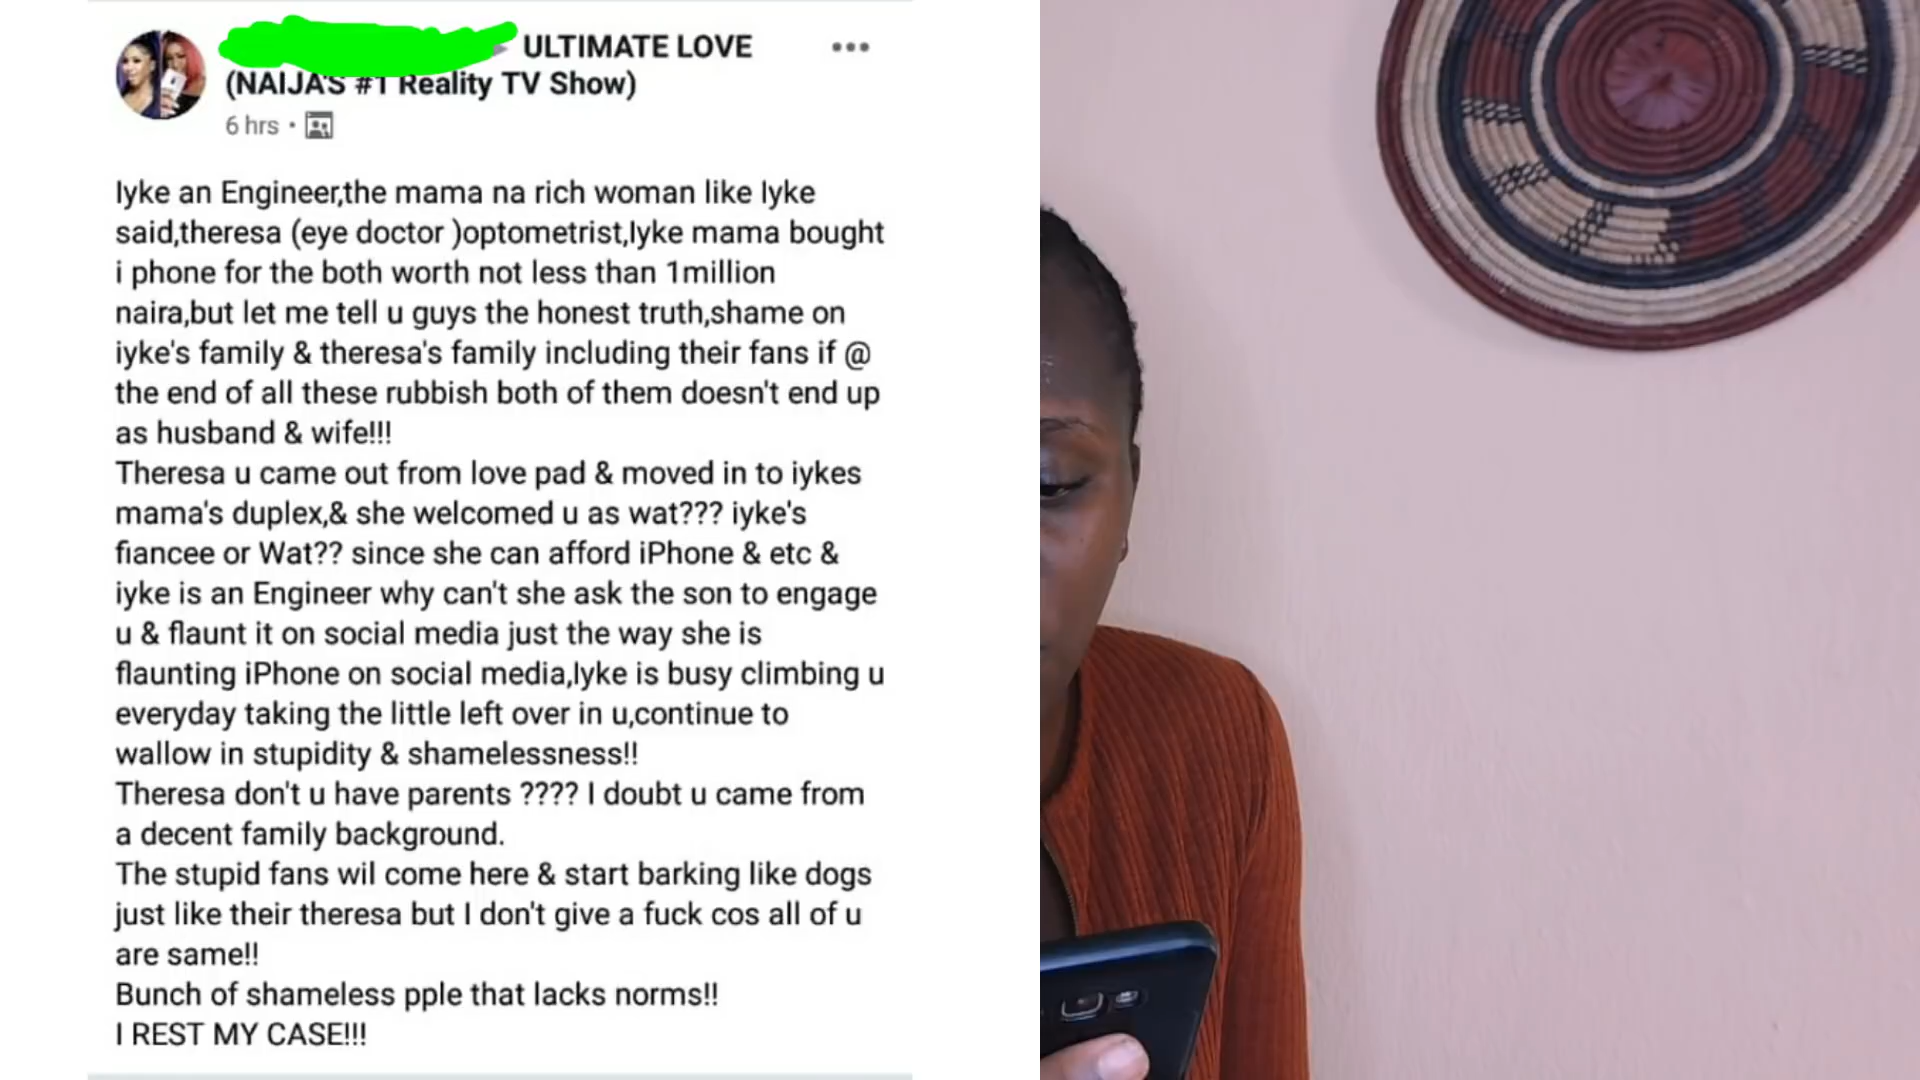 ULTIMATE LOVE
(NAIJA'S #1 Reality TV Show)
6 hrs
Iyke an Engineer,the mama na rich woman like Iyke
said,theresa (eye doctor )optometrist,Iyke mama bought
i phone for the both worth not less than 1million
naira,but let me tell u guys the honest truth,shame on
iyke's family & theresa's family including their fans if @
the end of all these rubbish both of them doesn't end up
as husband & wife!!!
Theresa u came out from love pad & moved in to iykes
mama's duplex,& she welcomed u as wat??? iyke's
fiancee or Wat?? since she can afford iPhone & etc &
iyke is an Engineer why can't she ask the son to engage
u & flaunt it on social media just the way she is
flaunting iPhone on social media,Iyke is busy climbing u
everyday taking the little left over in u,continue to
wallow in stupidity & shamelessness!!
Theresa don't u have parents ???? I doubt u came from
a decent family background.
The stupid fans wil come here & start barking like dogs
just like their theresa but I don't give a fuck cos all of u
are same!!
Bunch of shameless pple that lacks norms!!
I REST MY CASE!!!